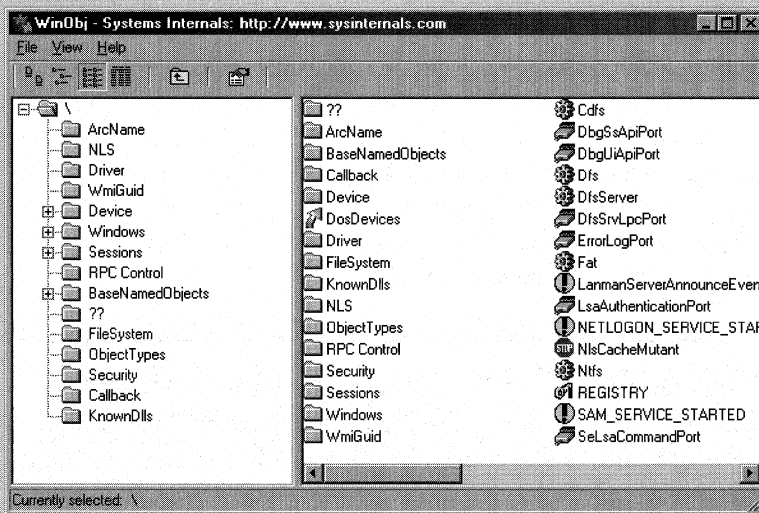 WinObj - Systems Internals: http://www.sysinternals.com
File View Help
\
ArcName
NLS
Driver
WmiGuid
Device
Windows
Sessions
RPC Control
BaseNamedObjects
??
FileSystem
ObjectTypes
Security
Callback
KnownDlls
??
ArcName
BaseNamedObjects
Callback
Device
DosDevices
Driver
FileSystem
KnownDlls
NLS
ObjectTypes
RPC Control
Security
Sessions
Windows
WmiGuid
Cdfs
DbgSsApiPort
DbgUiApiPort
Dfs
DfsServer
DfsSrvLpcPort
ErrorLogPort
Fat
LanmanServerAnnounceEven
LsaAuthenticationPort
NETLOGON_SERVICE_STAR
NlsCacheMutant
Ntfs
REGISTRY
SAM_SERVICE_STARTED
SeLsaCommandPort
Currently selected: \